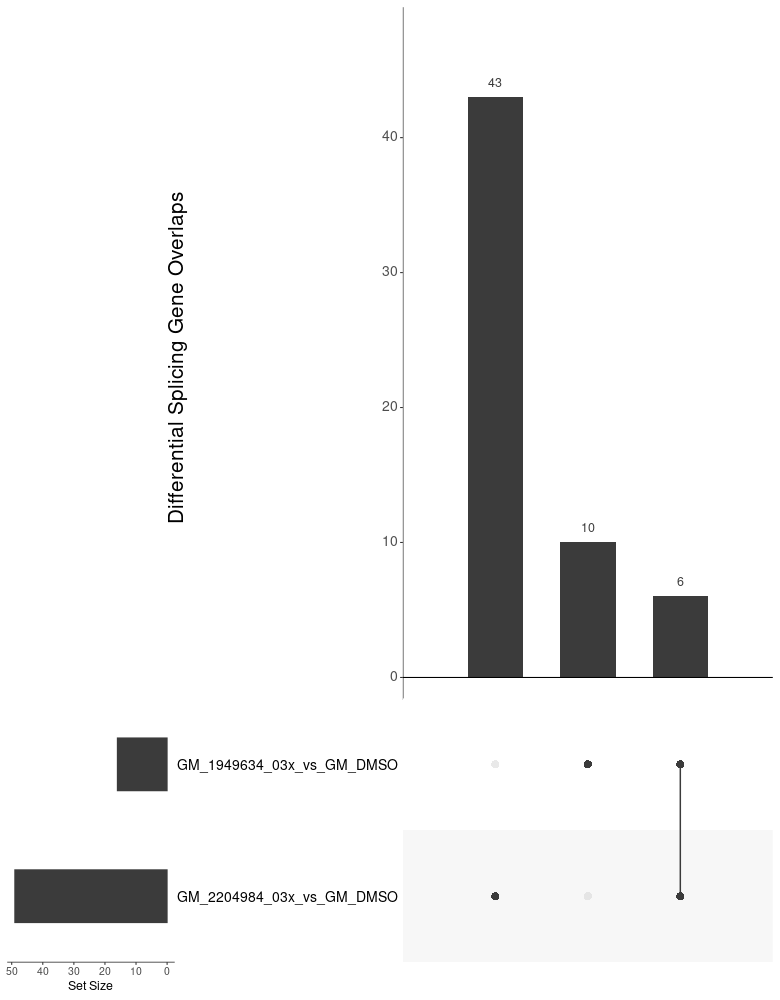 Differential Splicing Gene Overlaps
43
40
30
20
10
10
6
0
GM_1949634_03x_vs_GM_DMSO
GM_2204984_03x_vs_GM_DMSO
50 40 30 20 10 0
Set Size